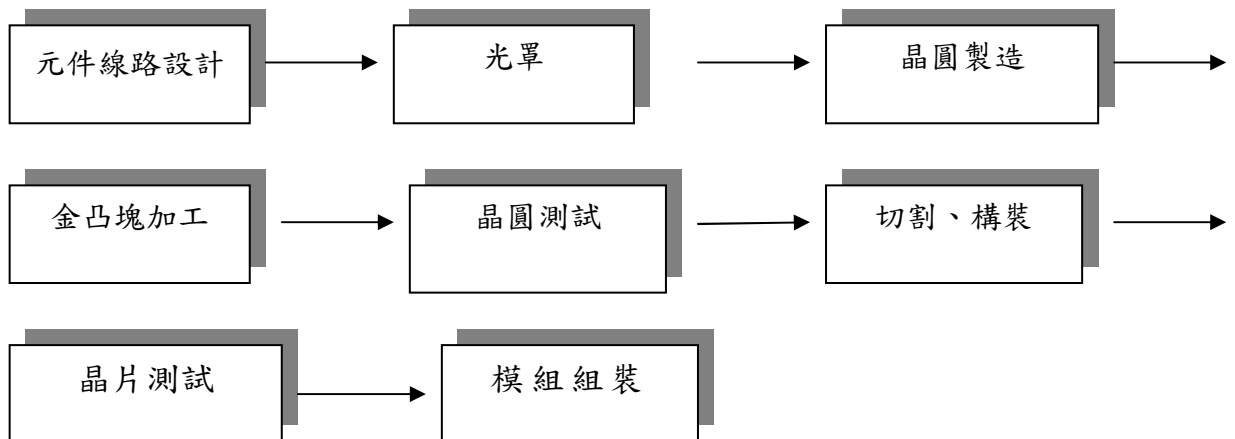 元件線路設計
光罩
晶圓製造
金凸塊加工
晶圓測試
切割、構裝
晶片測試
模組組裝